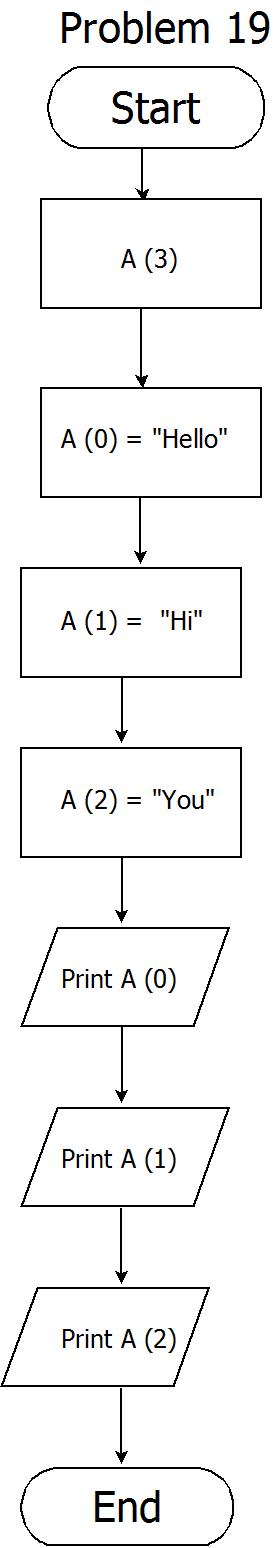 Problem 19
Start
A (3)
A (0) = "Hello"
A (1) =  "Hi"
A (2) = "You"
Print A (0)
Print A (1)
Print A (2)
End